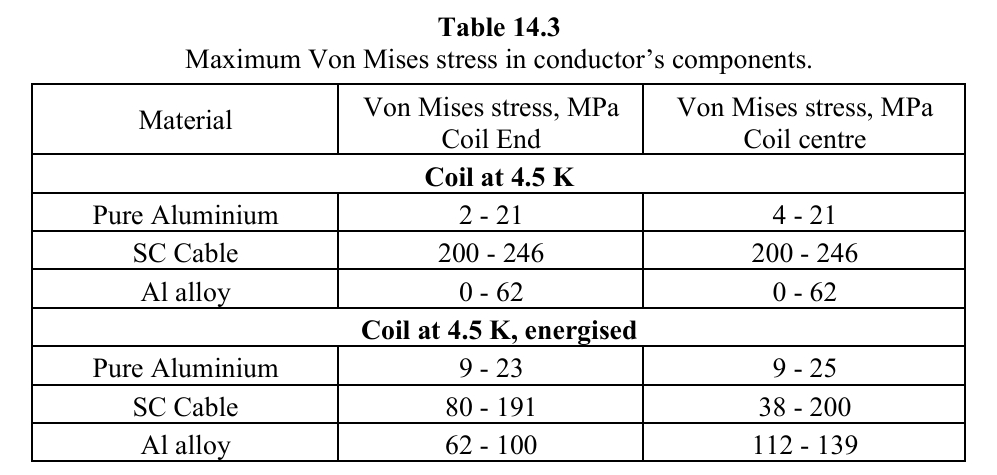 Table 14.3
Maximum Von Mises stress in conductor's components.
Material
Von Mises stress, MPa
Coil End
Von Mises stress, MPa
Coil centre
Coil at 4.5 K
Pure Aluminium 2 - 21 4 - 21
SC Cable 200 - 246 200 - 246
Al alloy 0 - 62 0 - 62
Coil at 4.5 K, energised
Pure Aluminium 9 - 23 9 - 25
SC Cable 80 - 191 38 - 200
Al alloy 62 - 100 112 - 139